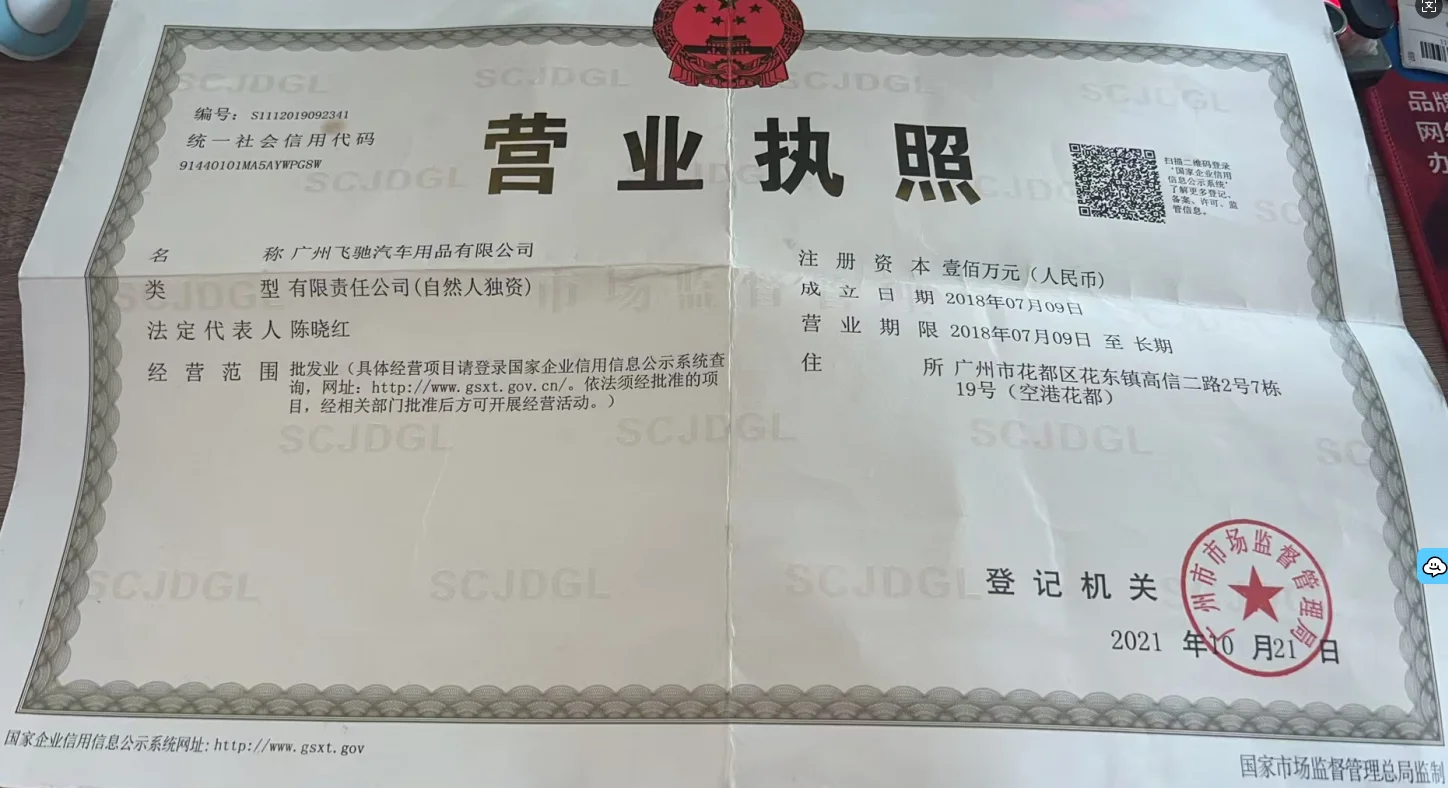 编号: S1112019092341
统一社会信用代码
91440101MA5AYWPG8W
营业执照
扫描二维码登录
‘国家企业信用
信息公示系统’
了解更多登记、
备案、许可、监
管信息。
名称 广州飞驰汽车用品有限公司
类型 有限责任公司(自然人独资)
法定代表人 陈晓红
经营范围 批发业（具体经营项目请登录国家企业信用信息公示系统查
询，网址: http://www.gsxt.gov.cn/。依法须经批准的项
目，经相关部门批准后方可开展经营活动。）
注册资本 壹佰万元（人民币）
成立日期 2018年07月09日
营业期限 2018年07月09日 至 长期
住所 广州市花都区花东镇高信二路2号7栋
19号（空港花都）
登记机关
广州市市场监督管理局
2021 年10 月21 日
国家企业信用信息公示系统网址: http://www.gsxt.gov
国家市场监督管理总局监制
SCJDGL
市场监督管理
品牌
网
办